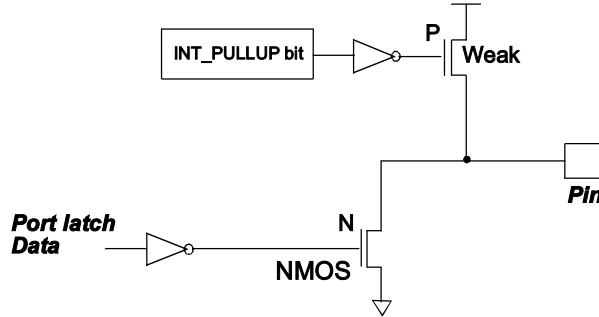 P
INT_PULLUP bit
Weak
Pin
Port latch
Data
N
NMOS